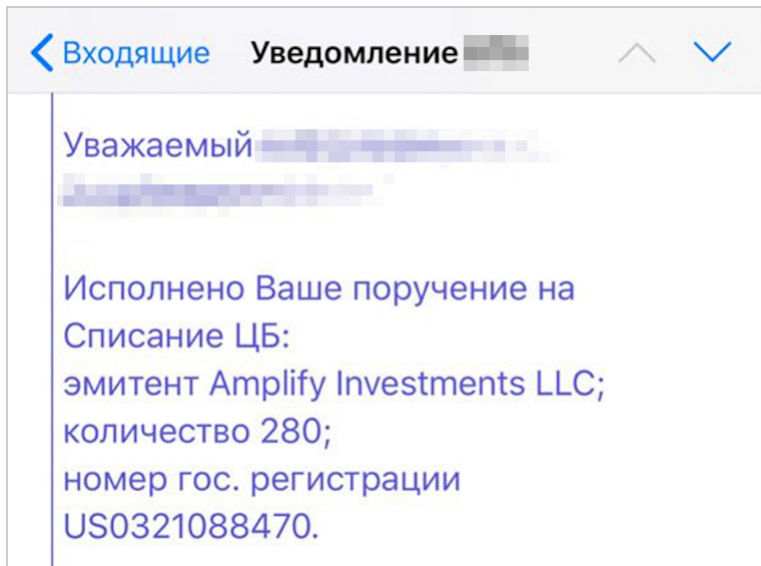 Входящие Уведомление
Уважаемый
Исполнено Ваше поручение на
Списание ЦБ:
эмитент Amplify Investments LLC;
количество 280;
номер гос. регистрации
US0321088470.